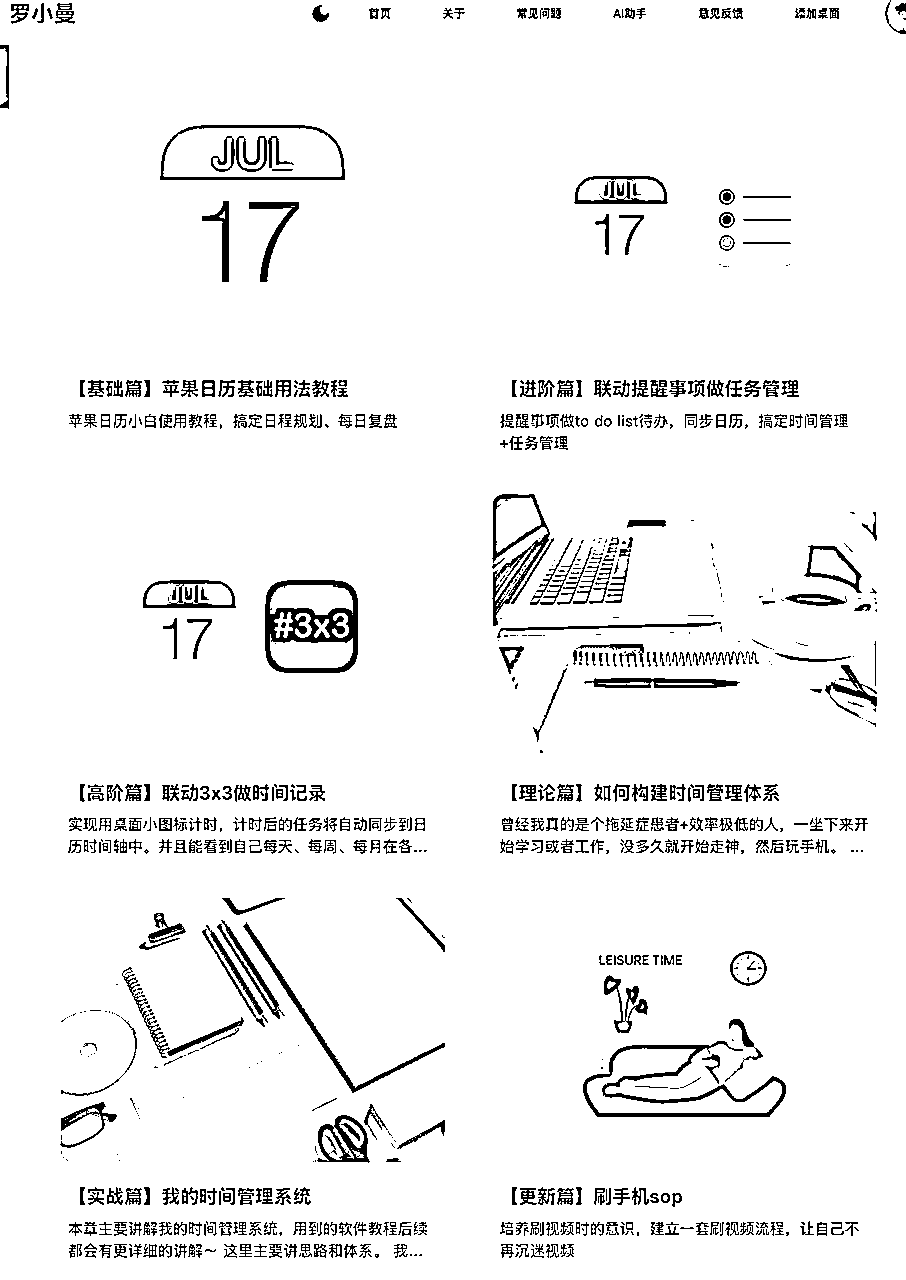 罗小曼
首页 关于 常见问题 AI助手 意见反馈 添加桌面
JUL
17
JUL
17
【基础篇】苹果日历基础用法教程
苹果日历小白使用教程，搞定日程规划、每日复盘
【进阶篇】联动提醒事项做任务管理
提醒事项做to do list待办，同步日历，搞定时间管理
+任务管理
JUL
17
#3x3
【高阶篇】联动3x3做时间记录
实现用桌面小图标计时，计时后的任务将自动同步到日
历时间轴中。并且能看到自己每天、每周、每月在各...
【理论篇】如何构建时间管理体系
曾经我真的是个拖延症患者+效率极低的人，一坐下来开
始学习或者工作，没多久就开始走神，然后玩手机。 ...
LEISURE TIME
【实战篇】我的时间管理系统
本章主要讲解我的时间管理系统，用到的软件教程后续
都会有更详细的讲解～ 这里主要讲思路和体系。 我...
【更新篇】刷手机sop
培养刷视频时的意识，建立一套刷视频流程，让自己不
再沉迷视频